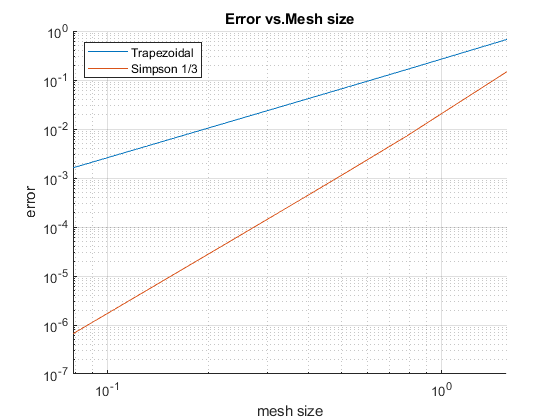 Error vs.Mesh size
Trapezoidal
Simpson 1/3
error
10^0
10^-1
10^-2
10^-3
10^-4
10^-5
10^-6
10^-7
10^-1 10^0
mesh size